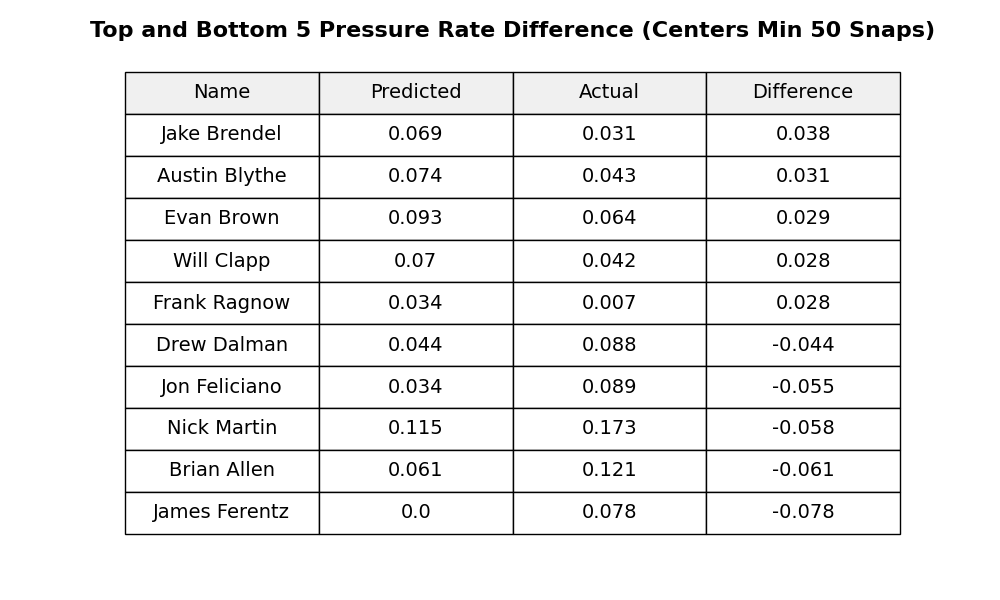 Top and Bottom 5 Pressure Rate Difference (Centers Min 50 Snaps)
Name Predicted Actual Difference
Jake Brendel 0.069 0.031 0.038
Austin Blythe 0.074 0.043 0.031
Evan Brown 0.093 0.064 0.029
Will Clapp 0.07 0.042 0.028
Frank Ragnow 0.034 0.007 0.028
Drew Dalman 0.044 0.088 -0.044
Jon Feliciano 0.034 0.089 -0.055
Nick Martin 0.115 0.173 -0.058
Brian Allen 0.061 0.121 -0.061
James Ferentz 0.0 0.078 -0.078